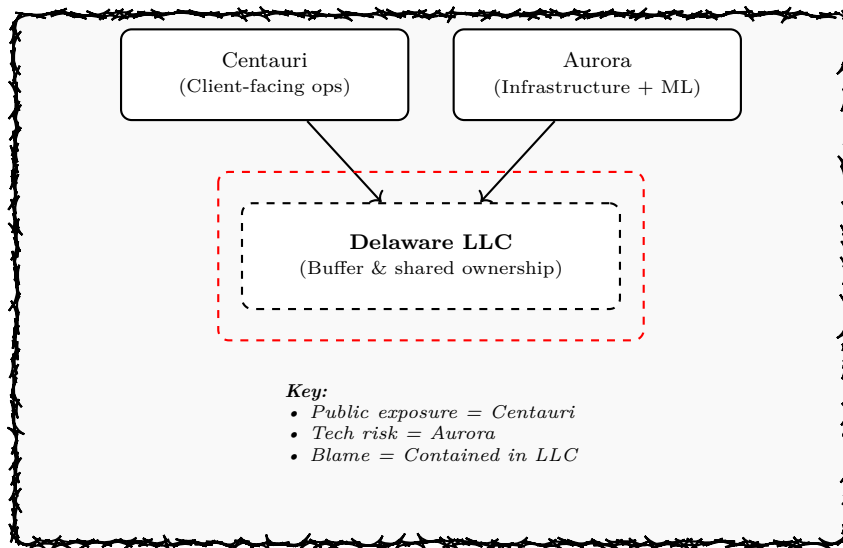 Centauri
(Client-facing ops)
Aurora
(Infrastructure + ML)
Delaware LLC
(Buffer & shared ownership)
Key:
• Public exposure = Centauri
• Tech risk = Aurora
• Blame = Contained in LLC